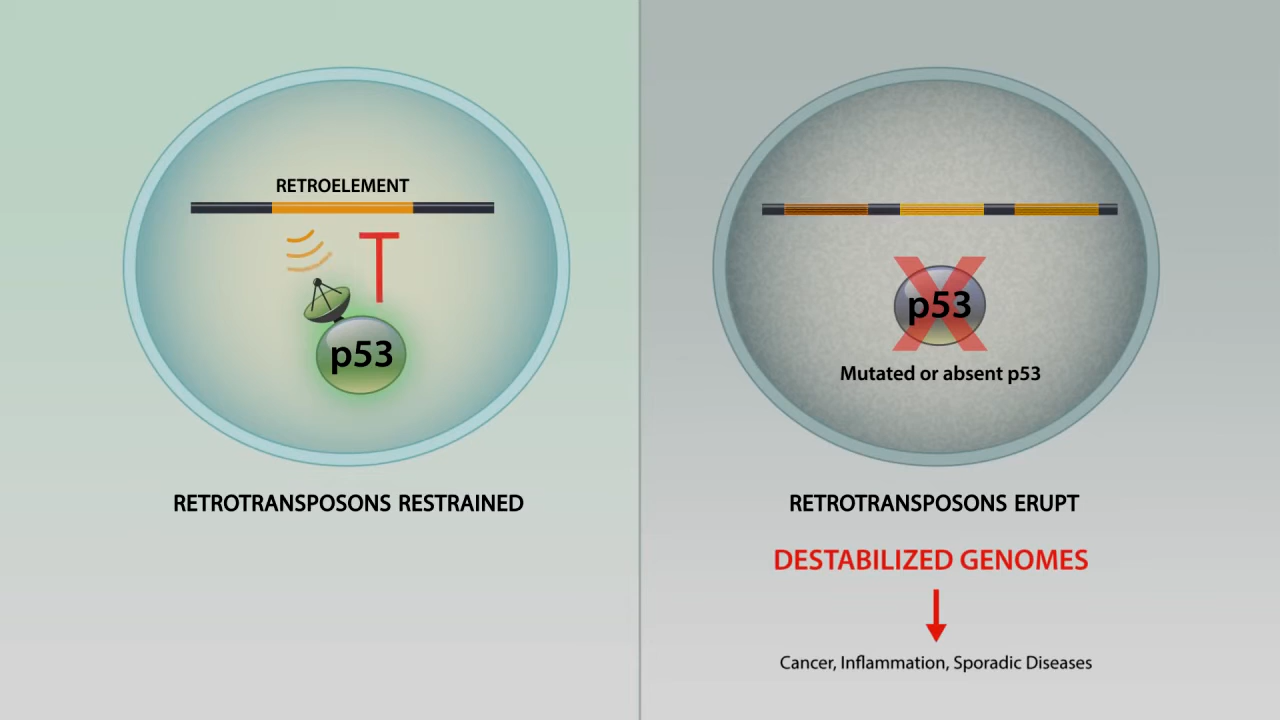 RETROELEMENT
p53
RETROTRANSPOSONS RESTRAINED
p53
Mutated or absent p53
RETROTRANSPOSONS ERUPT
DESTABILIZED GENOMES
Cancer, Inflammation, Sporadic Diseases